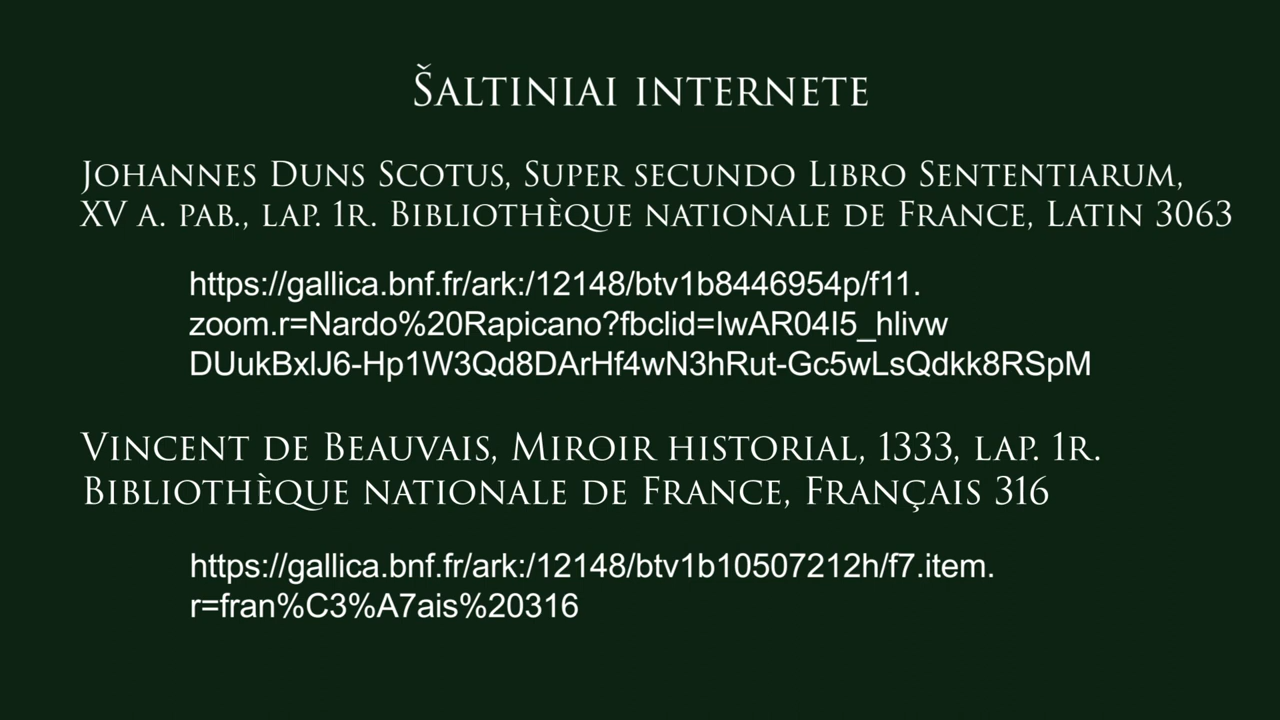 Šaltiniai internete
Johannes Duns Scotus, Super secundo Libro Sententiarum,
XV a. pab., lap. 1r. Bibliothèque nationale de France, Latin 3063
https://gallica.bnf.fr/ark:/12148/btv1b8446954p/f11.
zoom.r=Nardo%20Rapicano?fbclid=IwAR04I5_hlivw
DUukBxlJ6-Hp1W3Qd8DArHf4wN3hRut-Gc5wLsQdkk8RSpM
Vincent de Beauvais, Miroir historial, 1333, lap. 1r.
Bibliothèque nationale de France, Français 316
https://gallica.bnf.fr/ark:/12148/btv1b10507212h/f7.item.
r=fran%C3%A7ais%20316